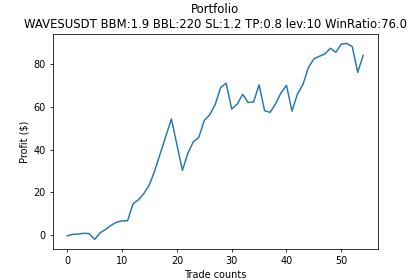 Portfolio
WAVESUSDT BBM:1.9 BBL:220 SL:1.2 TP:0.8 lev:10 WinRatio:76.0
80
60
40
20
0
Profit ($)
0 10 20 30 40 50
Trade counts